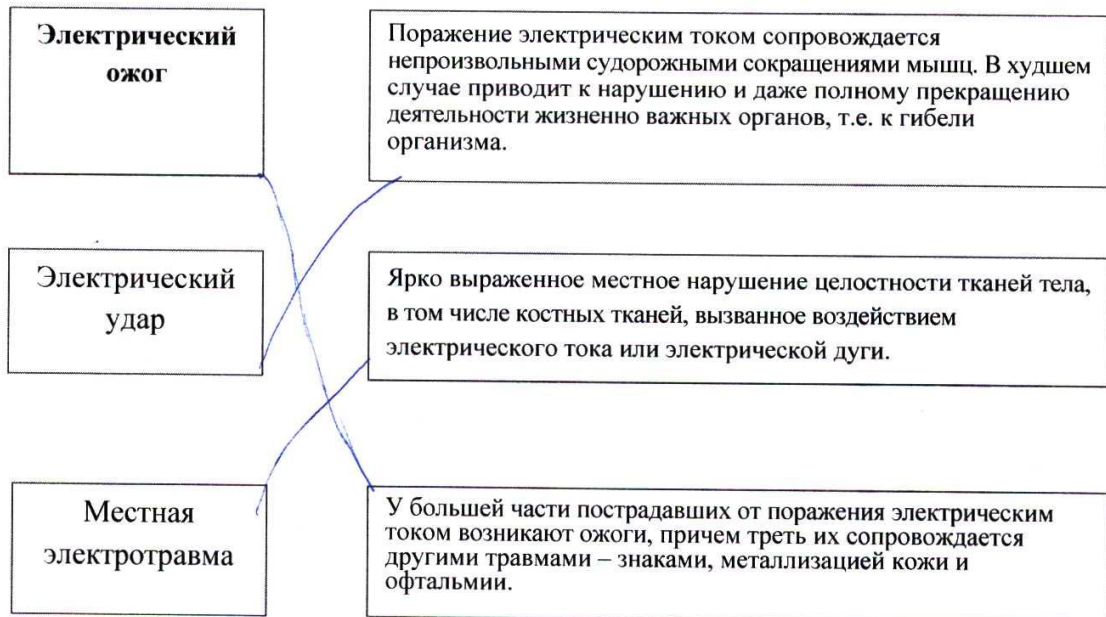 Электрический
ожог
Поражение электрическим током сопровождается
непроизвольными судорожными сокращениями мышц. В худшем
случае приводит к нарушению и даже полному прекращению
деятельности жизненно важных органов, т.е. к гибели
организма.
Электрический
удар
Ярко выраженное местное нарушение целостности тканей тела,
в том числе костных тканей, вызванное воздействием
электрического тока или электрической дуги.
Местная
электротравма
У большей части пострадавших от поражения электрическим
током возникают ожоги, причем треть их сопровождается
другими травмами – знаками, металлизацией кожи и
офтальмии.